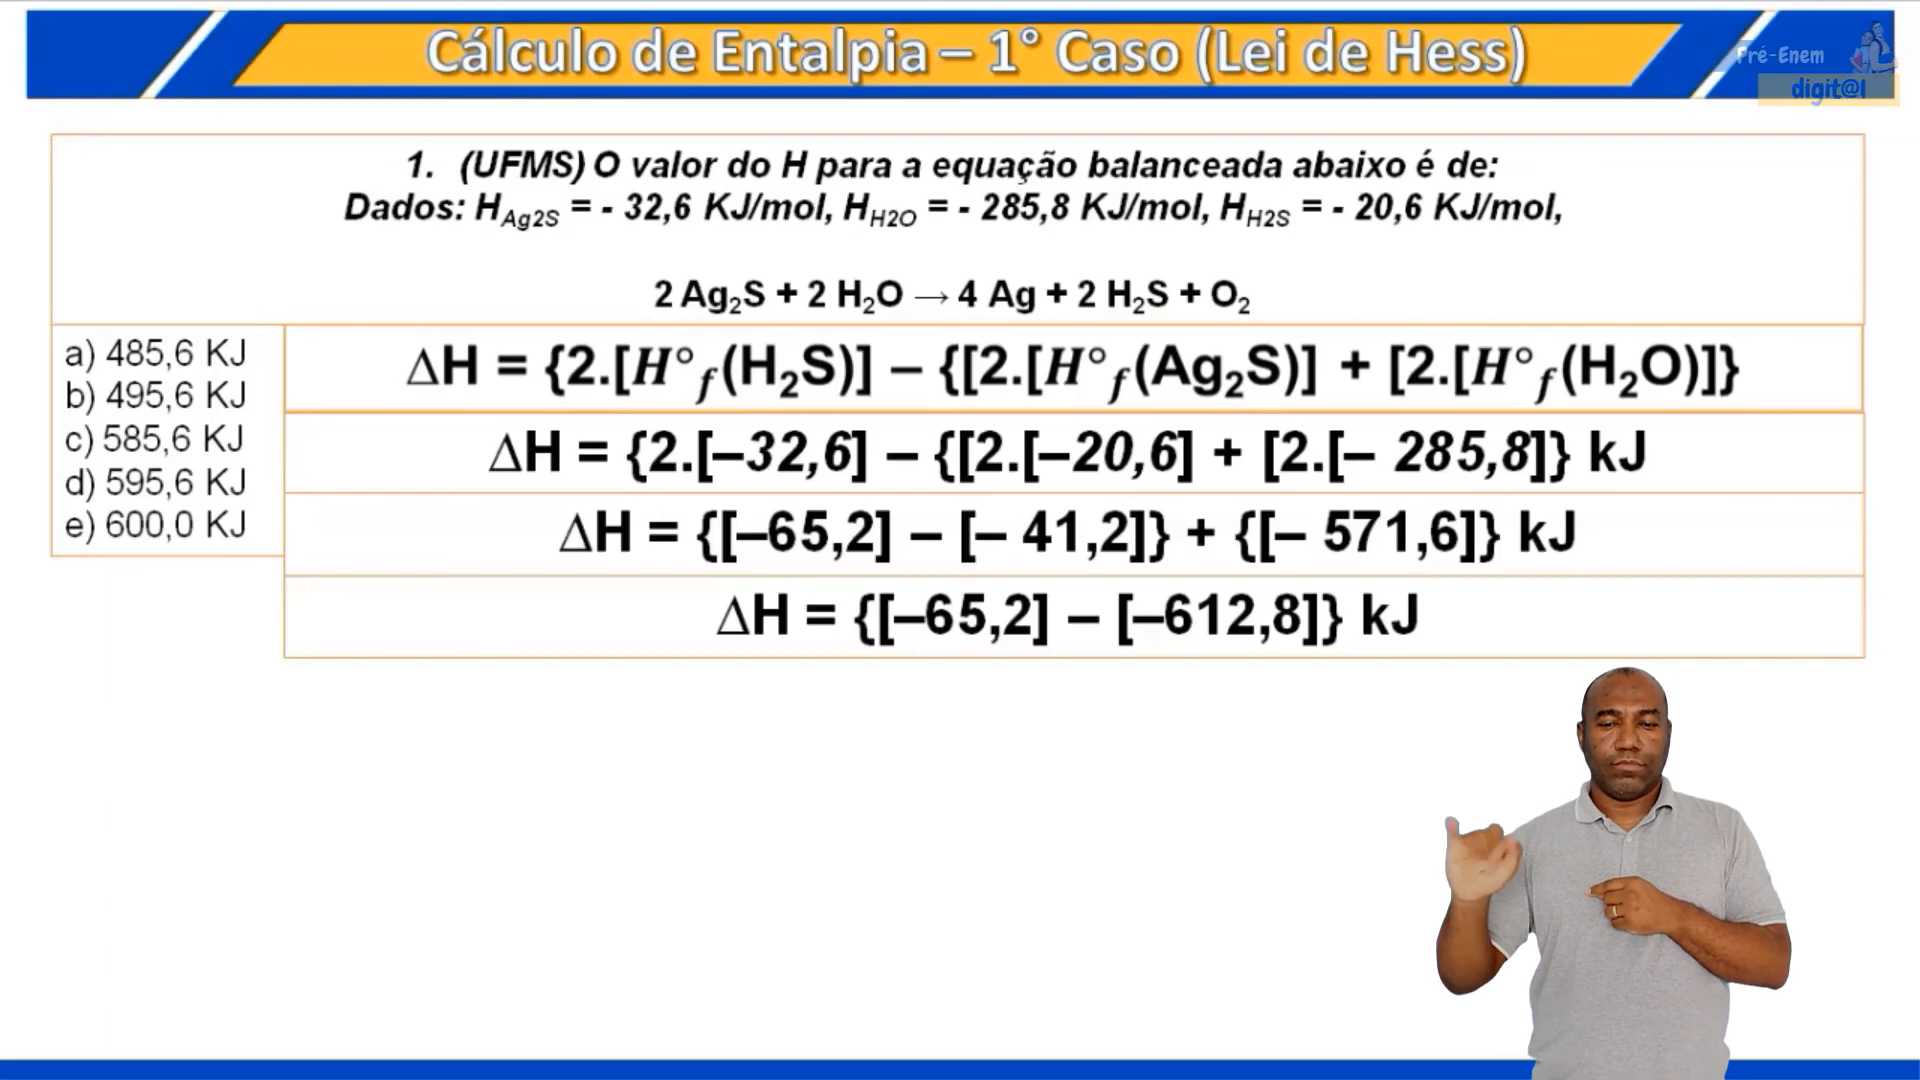 Cálculo de Entalpia – 1° Caso (Lei de Hess)
Pré-Enem
digit@l
1. (UFMS) O valor do H para a equação balanceada abaixo é de:
Dados: H_Ag2S = - 32,6 KJ/mol, H_H2O = - 285,8 KJ/mol, H_H2S = - 20,6 KJ/mol,
2 Ag₂S + 2 H₂O → 4 Ag + 2 H₂S + O₂
a) 485,6 KJ
b) 495,6 KJ
c) 585,6 KJ
d) 595,6 KJ
e) 600,0 KJ
∆H = {2.[H°f(H₂S)] – {[2.[H°f(Ag₂S)] + [2.[H°f(H₂O)]]}
∆H = {2.[–32,6] – {[2.[–20,6] + [2.[– 285,8]]} kJ
∆H = {[–65,2] – [– 41,2]} + {[– 571,6]} kJ
∆H = {[–65,2] – [–612,8]} kJ